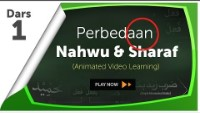 Dars
1
Perbedaan
Nahwu & Sharaf
(Animated Video Learning)
PLAY NOW